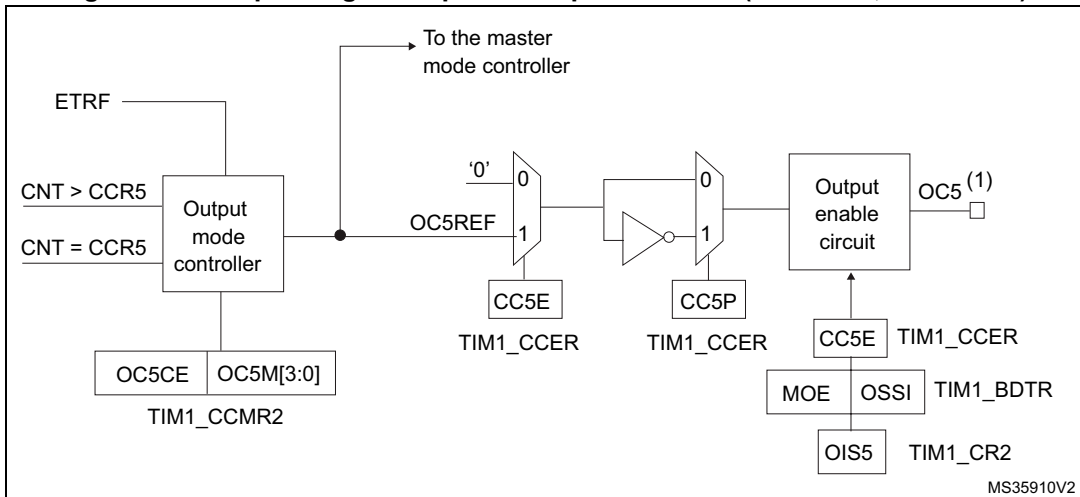 To the master
mode controller
ETRF
'0'
0
0
CNT > CCR5
Output
mode
controller
OC5REF
1
1
Output
enable
circuit
OC5
(1)
CNT = CCR5
CC5E
CC5P
TIM1_CCER
TIM1_CCER
CC5E
TIM1_CCER
OC5CE
OC5M[3:0]
MOE
OSSI
TIM1_BDTR
TIM1_CCMR2
OIS5
TIM1_CR2
MS35910V2